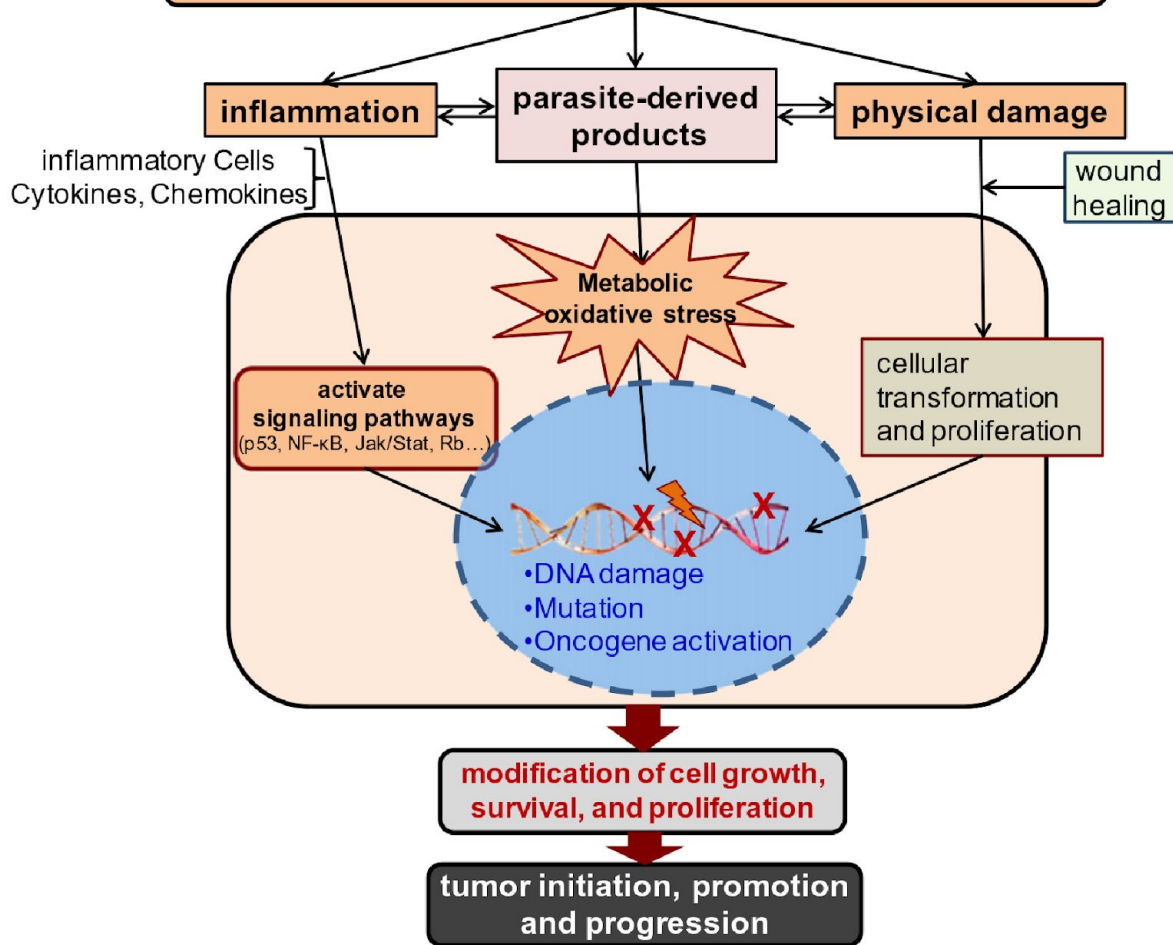 inflammation
parasite-derived
products
physical damage
inflammatory Cells
Cytokines, Chemokines
wound
healing
Metabolic
oxidative stress
activate
signaling pathways
(p53, NF-κB, Jak/Stat, Rb…)
cellular
transformation
and proliferation
X
X
X
•DNA damage
•Mutation
•Oncogene activation
modification of cell growth,
survival, and proliferation
tumor initiation, promotion
and progression